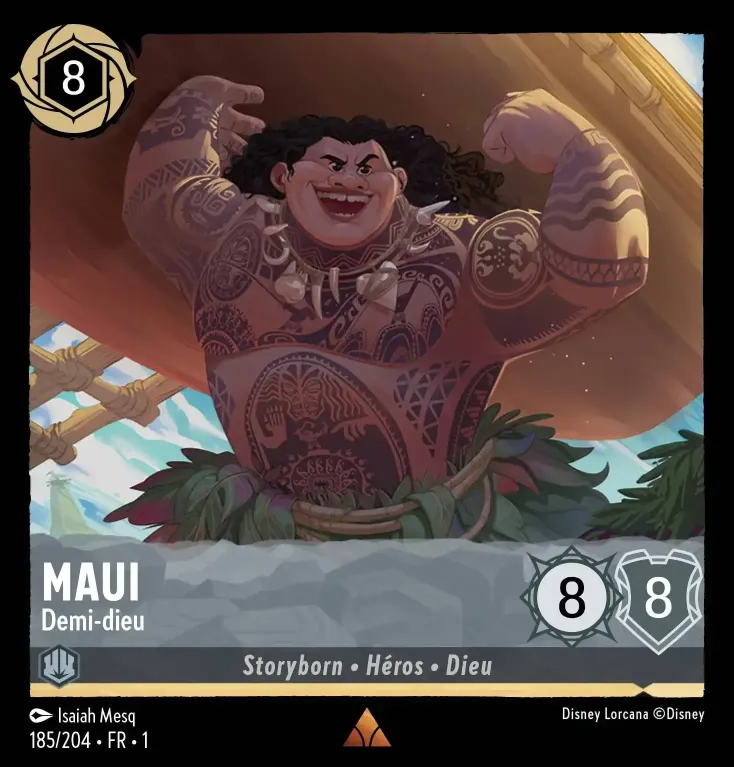 8
MAUI
Demi-dieu
8 8
Storyborn • Héros • Dieu
Isaiah Mesq
Disney Lorcana ©Disney
185/204 • FR • 1